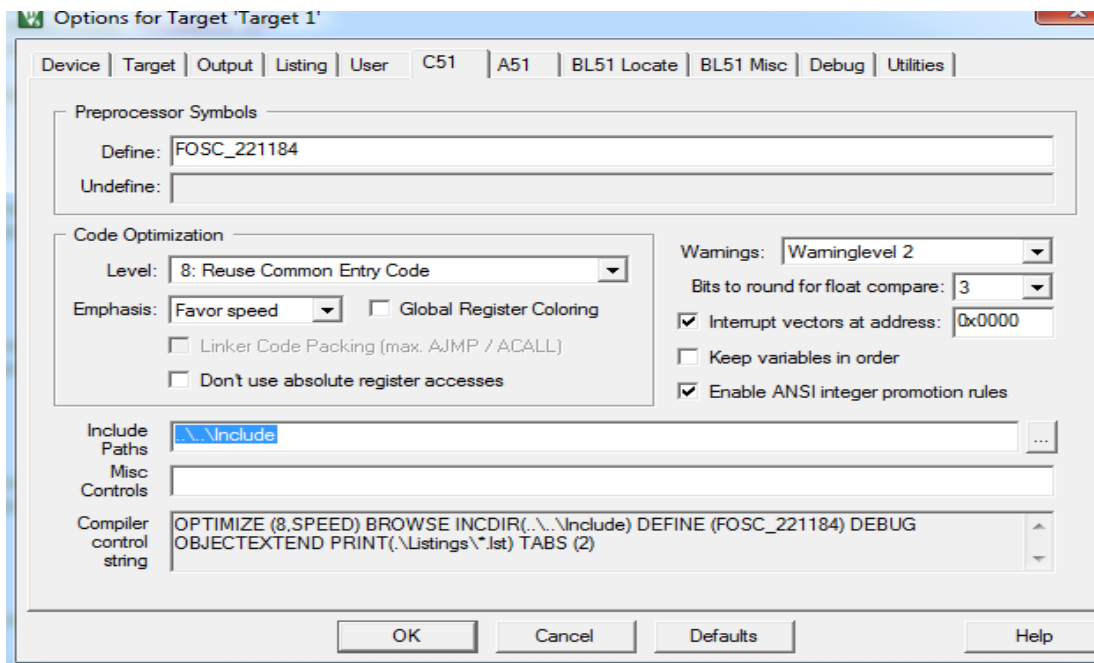 Options for Target 'Target 1'
Device Target Output Listing User C51 A51 BL51 Locate BL51 Misc Debug Utilities
Preprocessor Symbols
Define: FOSC_221184
Undefine:
Code Optimization
Level: 8: Reuse Common Entry Code
Emphasis: Favor speed Global Register Coloring
Linker Code Packing (max. AJMP / ACALL)
Don't use absolute register accesses
Warnings: Warninglevel 2
Bits to round for float compare: 3
Interrupt vectors at address: 0x0000
Keep variables in order
Enable ANSI integer promotion rules
Include
Paths
..\..\Include
...
Misc
Controls
Compiler
control
string
OPTIMIZE (8,SPEED) BROWSE INCDIR(..\..\Include) DEFINE (FOSC_221184) DEBUG
OBJECTEXTEND PRINT(.\Listings\*.lst) TABS (2)
OK Cancel Defaults Help